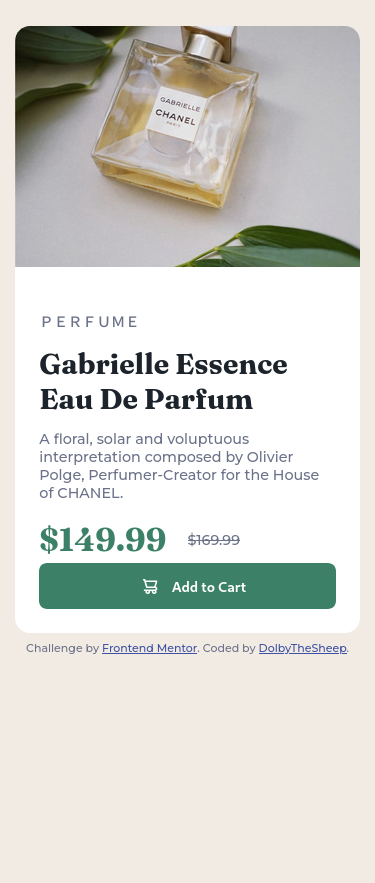 GABRIELLE
CHANEL
PARIS
PERFUME
Gabrielle Essence
Eau De Parfum
A floral, solar and voluptuous
interpretation composed by Olivier
Polge, Perfumer-Creator for the House
of CHANEL.
$149.99 $169.99
Add to Cart
Challenge by Frontend Mentor. Coded by DolbyTheSheep.